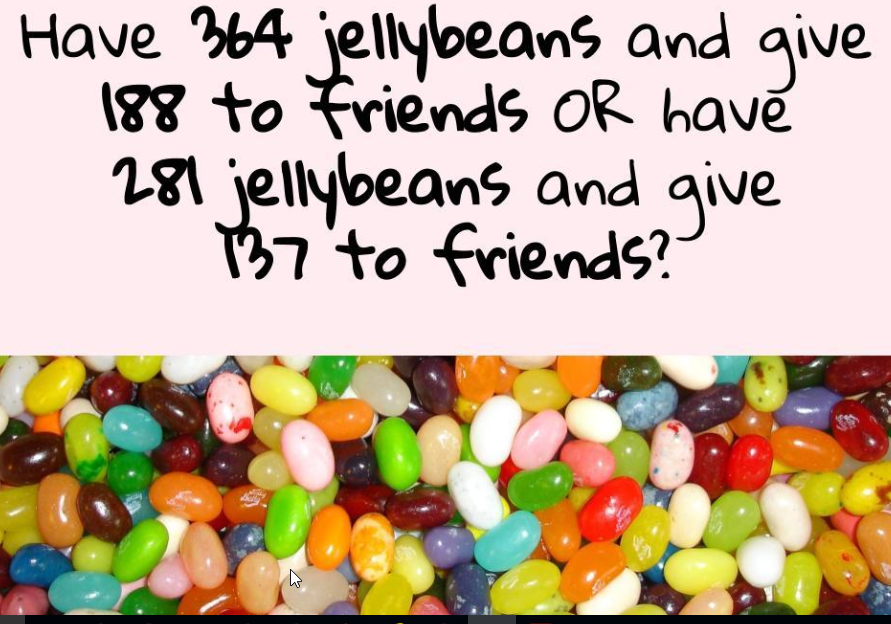 Have 364 jellybeans and give
188 to friends OR have
281 jellybeans and give
137 to friends?